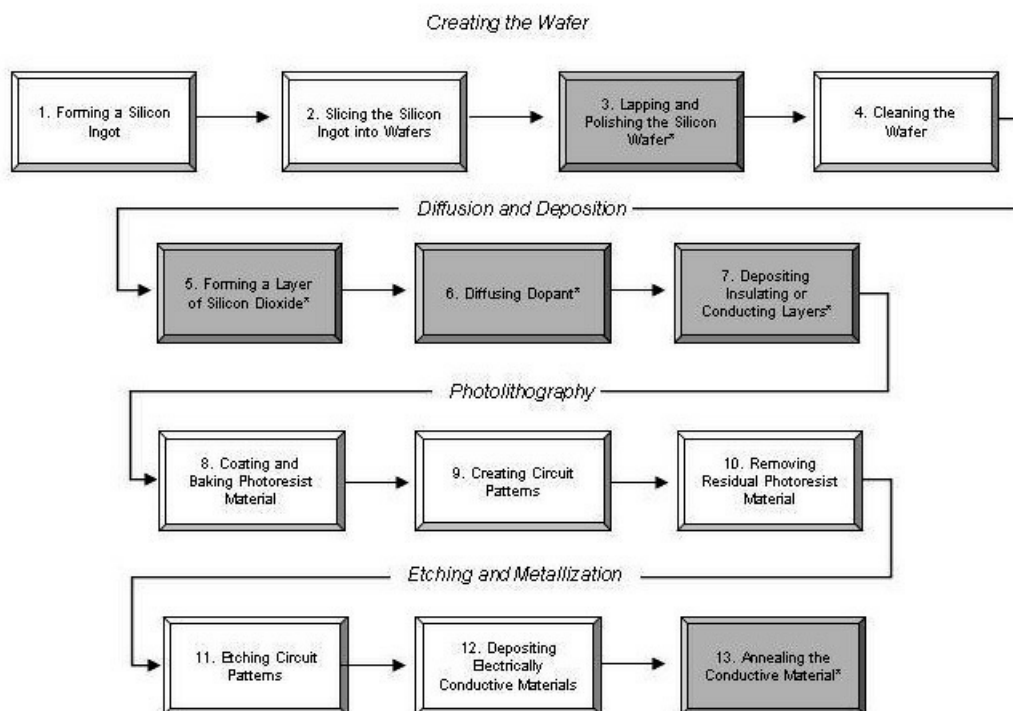 Creating the Wafer
1. Forming a Silicon
Ingot
2. Slicing the Silicon
Ingot into Wafers
3. Lapping and
Polishing the Silicon
Wafer*
4. Cleaning the
Wafer
Diffusion and Deposition
5. Forming a Layer
of Silicon Dioxide*
6. Diffusing Dopant*
7. Depositing
Insulating or
Conducting Layers*
Photolithography
8. Coating and
Baking Photoresist
Material
9. Creating Circuit
Patterns
10. Removing
Residual Photoresist
Material
Etching and Metallization
11. Etching Circuit
Patterns
12. Depositing
Electrically
Conductive Materials
13. Annealing the
Conductive Material*